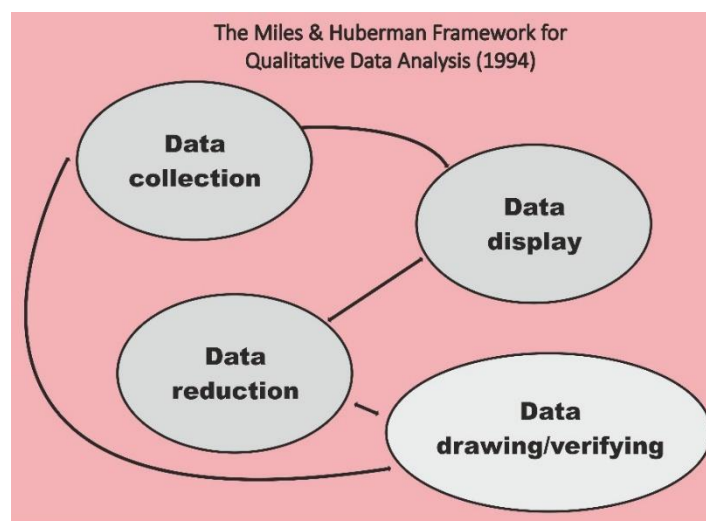 The Miles & Huberman Framework for
Qualitative Data Analysis (1994)
Data
collection
Data
display
Data
reduction
Data
drawing/verifying